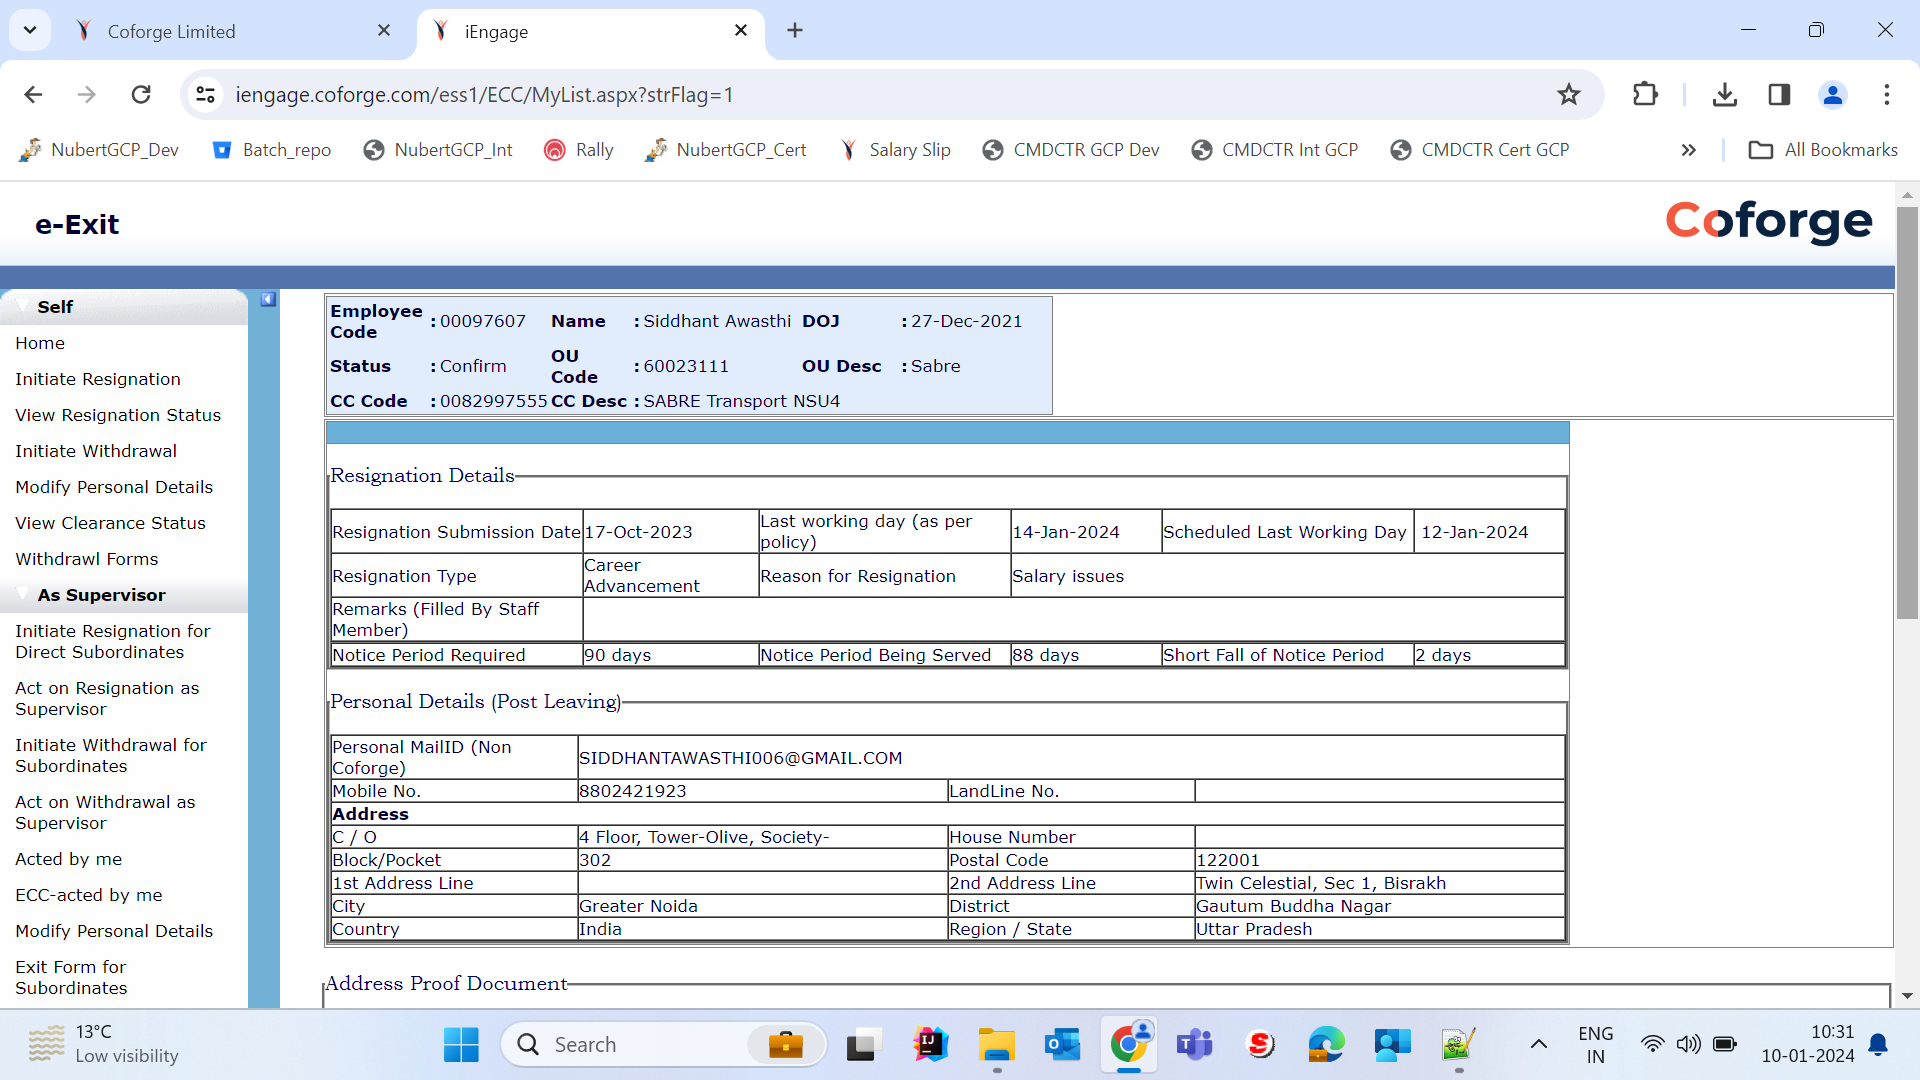 Coforge Limited
iEngage
iengage.coforge.com/ess1/ECC/MyList.aspx?strFlag=1
NubertGCP_Dev Batch_repo NubertGCP_Int Rally NubertGCP_Cert Salary Slip CMDCTR GCP Dev CMDCTR Int GCP CMDCTR Cert GCP » All Bookmarks
e-Exit
Coforge
Self
Home
Initiate Resignation
View Resignation Status
Initiate Withdrawal
Modify Personal Details
View Clearance Status
Withdrawl Forms
As Supervisor
Initiate Resignation for
Direct Subordinates
Act on Resignation as
Supervisor
Initiate Withdrawal for
Subordinates
Act on Withdrawal as
Supervisor
Acted by me
ECC-acted by me
Modify Personal Details
Exit Form for
Subordinates
Employee Code : 00097607 Name : Siddhant Awasthi DOJ : 27-Dec-2021
Status : Confirm OU Code : 60023111 OU Desc : Sabre
CC Code : 0082997555 CC Desc : SABRE Transport NSU4
Resignation Details
Resignation Submission Date 17-Oct-2023 Last working day (as per policy) 14-Jan-2024 Scheduled Last Working Day 12-Jan-2024
Resignation Type Career Advancement Reason for Resignation Salary issues
Remarks (Filled By Staff Member)
Notice Period Required 90 days Notice Period Being Served 88 days Short Fall of Notice Period 2 days
Personal Details (Post Leaving)
Personal MailID (Non Coforge) SIDDHANTAWASTHI006@GMAIL.COM
Mobile No. 8802421923 LandLine No.
Address
C / O 4 Floor, Tower-Olive, Society- House Number
Block/Pocket 302 Postal Code 122001
1st Address Line 2nd Address Line Twin Celestial, Sec 1, Bisrakh
City Greater Noida District Gautum Buddha Nagar
Country India Region / State Uttar Pradesh
Address Proof Document
13°C
Low visibility
Search
ENG
IN
10:31
10-01-2024